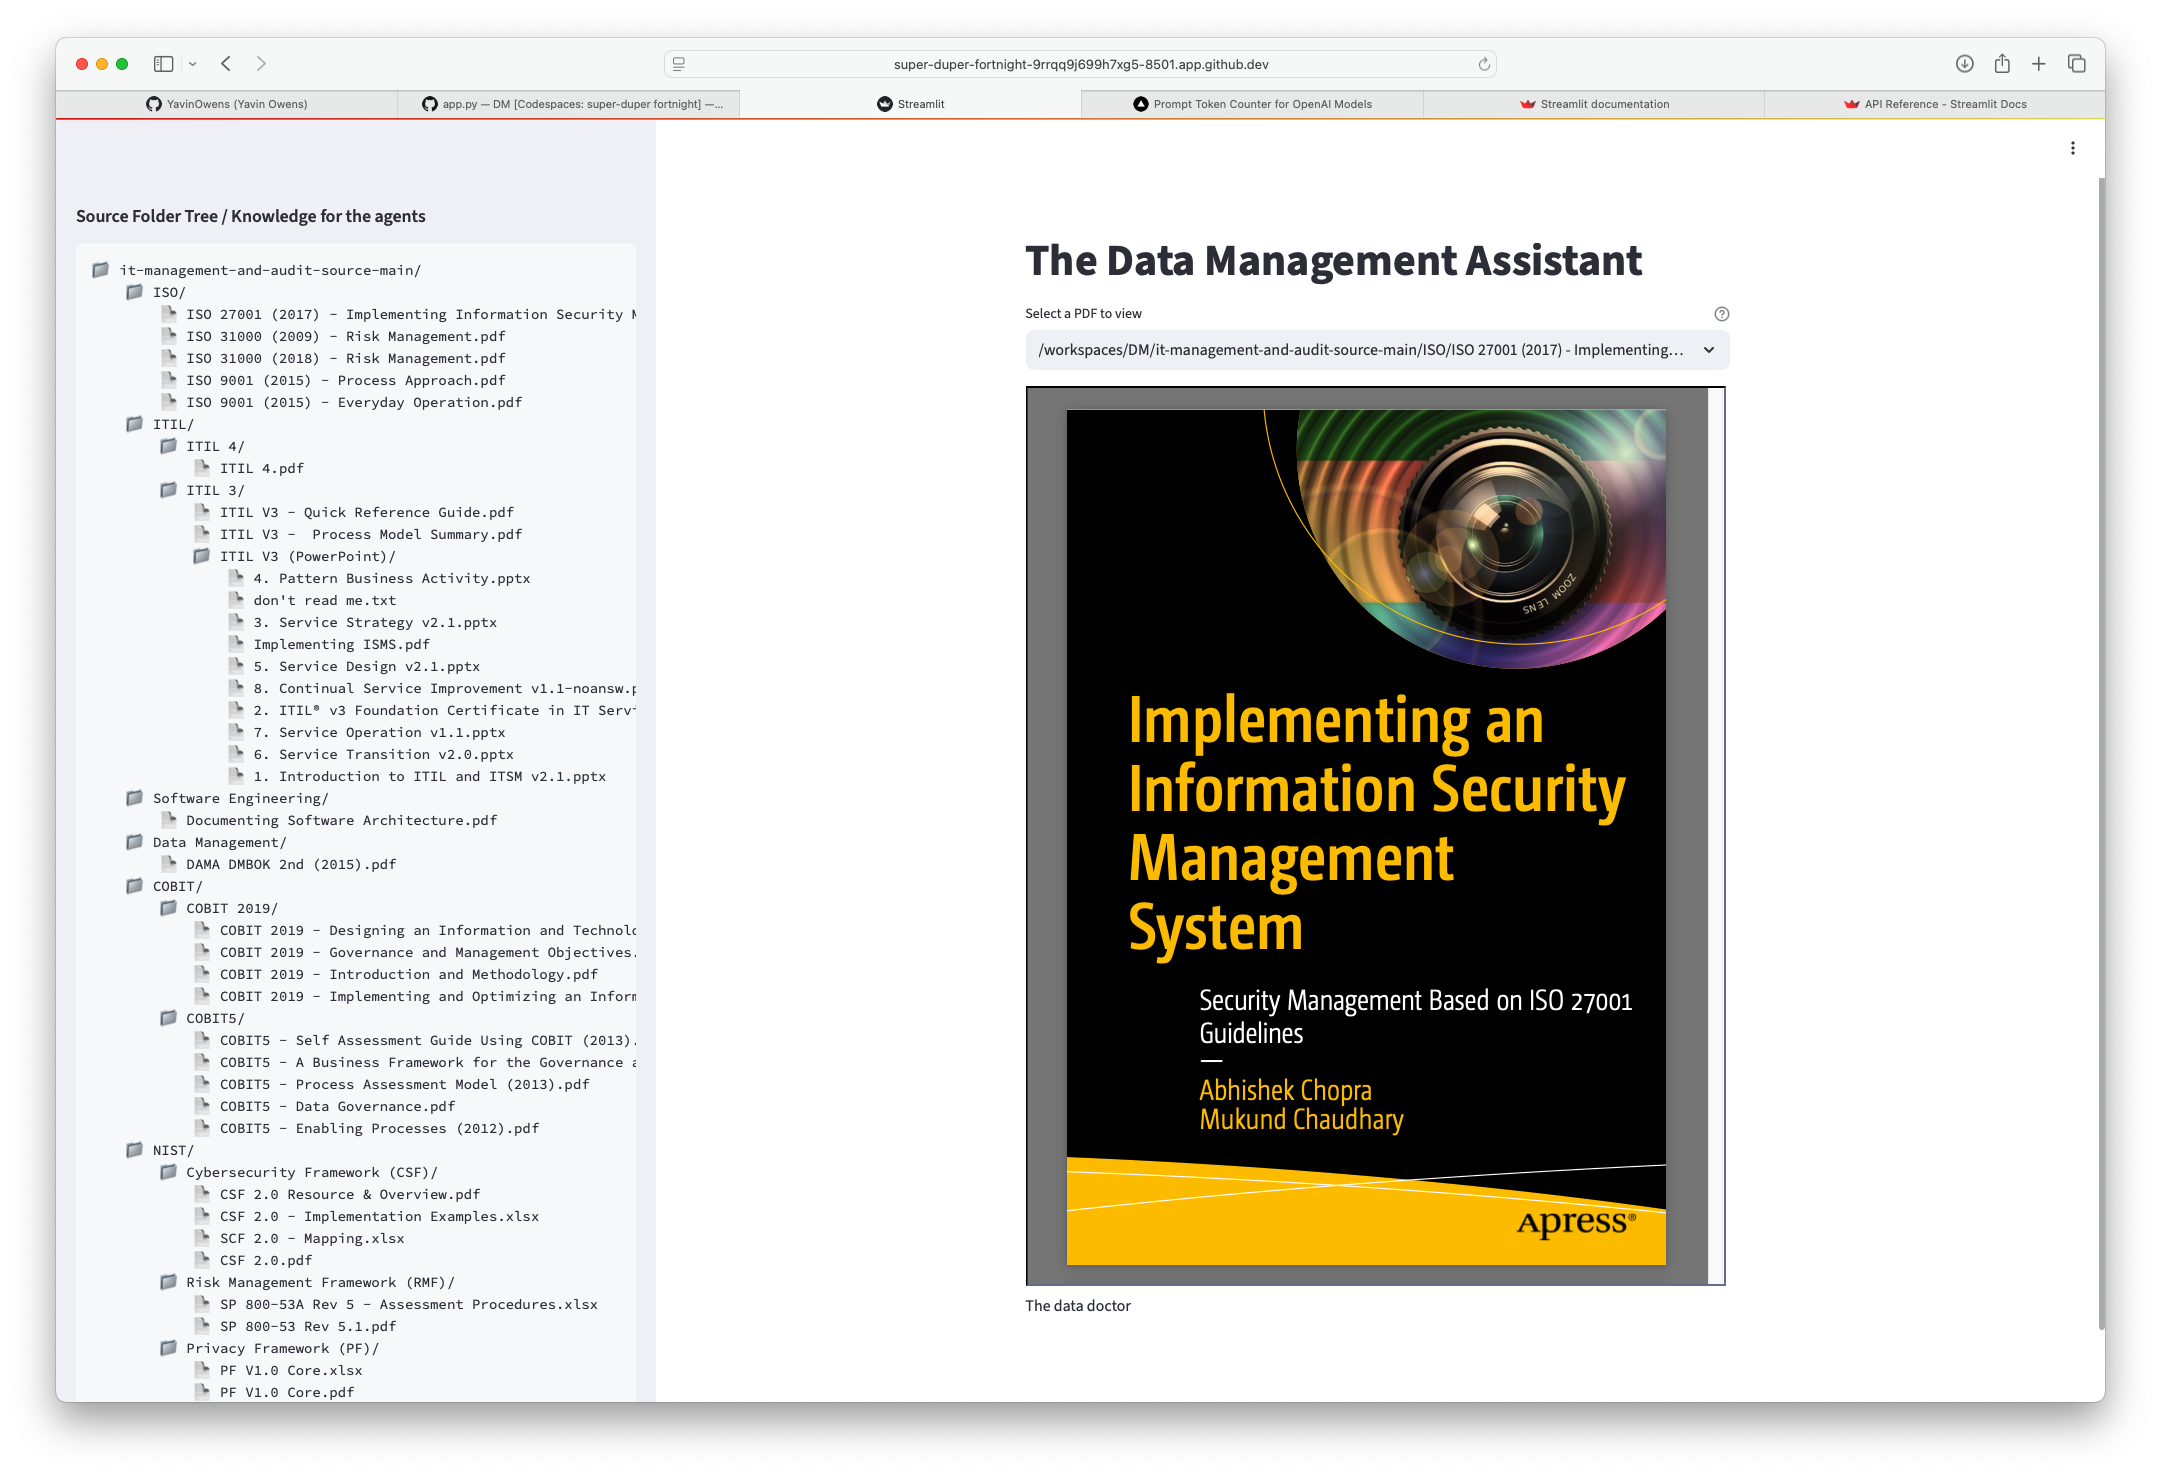 super-duper-fortnight-9rrqq9j699h7xg5-8501.app.github.dev
YavinOwens (Yavin Owens)
app.py — DM [Codespaces: super-duper fortnight] —...
Streamlit
Prompt Token Counter for OpenAI Models
Streamlit documentation
API Reference - Streamlit Docs
Source Folder Tree / Knowledge for the agents
it-management-and-audit-source-main/
ISO/
ISO 27001 (2017) - Implementing Information Security M
ISO 31000 (2009) - Risk Management.pdf
ISO 31000 (2018) - Risk Management.pdf
ISO 9001 (2015) - Process Approach.pdf
ISO 9001 (2015) - Everyday Operation.pdf
ITIL/
ITIL 4/
ITIL 4.pdf
ITIL 3/
ITIL V3 - Quick Reference Guide.pdf
ITIL V3 -  Process Model Summary.pdf
ITIL V3 (PowerPoint)/
4. Pattern Business Activity.pptx
don't read me.txt
3. Service Strategy v2.1.pptx
Implementing ISMS.pdf
5. Service Design v2.1.pptx
8. Continual Service Improvement v1.1-noansw.p
2. ITIL® v3 Foundation Certificate in IT Servi
7. Service Operation v1.1.pptx
6. Service Transition v2.0.pptx
1. Introduction to ITIL and ITSM v2.1.pptx
Software Engineering/
Documenting Software Architecture.pdf
Data Management/
DAMA DMBOK 2nd (2015).pdf
COBIT/
COBIT 2019/
COBIT 2019 - Designing an Information and Technolo
COBIT 2019 - Governance and Management Objectives.
COBIT 2019 - Introduction and Methodology.pdf
COBIT 2019 - Implementing and Optimizing an Inform
COBIT5/
COBIT5 - Self Assessment Guide Using COBIT (2013).
COBIT5 - A Business Framework for the Governance a
COBIT5 - Process Assessment Model (2013).pdf
COBIT5 - Data Governance.pdf
COBIT5 - Enabling Processes (2012).pdf
NIST/
Cybersecurity Framework (CSF)/
CSF 2.0 Resource & Overview.pdf
CSF 2.0 - Implementation Examples.xlsx
SCF 2.0 - Mapping.xlsx
CSF 2.0.pdf
Risk Management Framework (RMF)/
SP 800-53A Rev 5 - Assessment Procedures.xlsx
SP 800-53 Rev 5.1.pdf
Privacy Framework (PF)/
PF V1.0 Core.xlsx
PF V1.0 Core.pdf
The Data Management Assistant
Select a PDF to view
/workspaces/DM/it-management-and-audit-source-main/ISO/ISO 27001 (2017) - Implementing...
ZOOM LENS
Implementing an
Information Security
Management
System
Security Management Based on ISO 27001
Guidelines
Abhishek Chopra
Mukund Chaudhary
Apress®
The data doctor